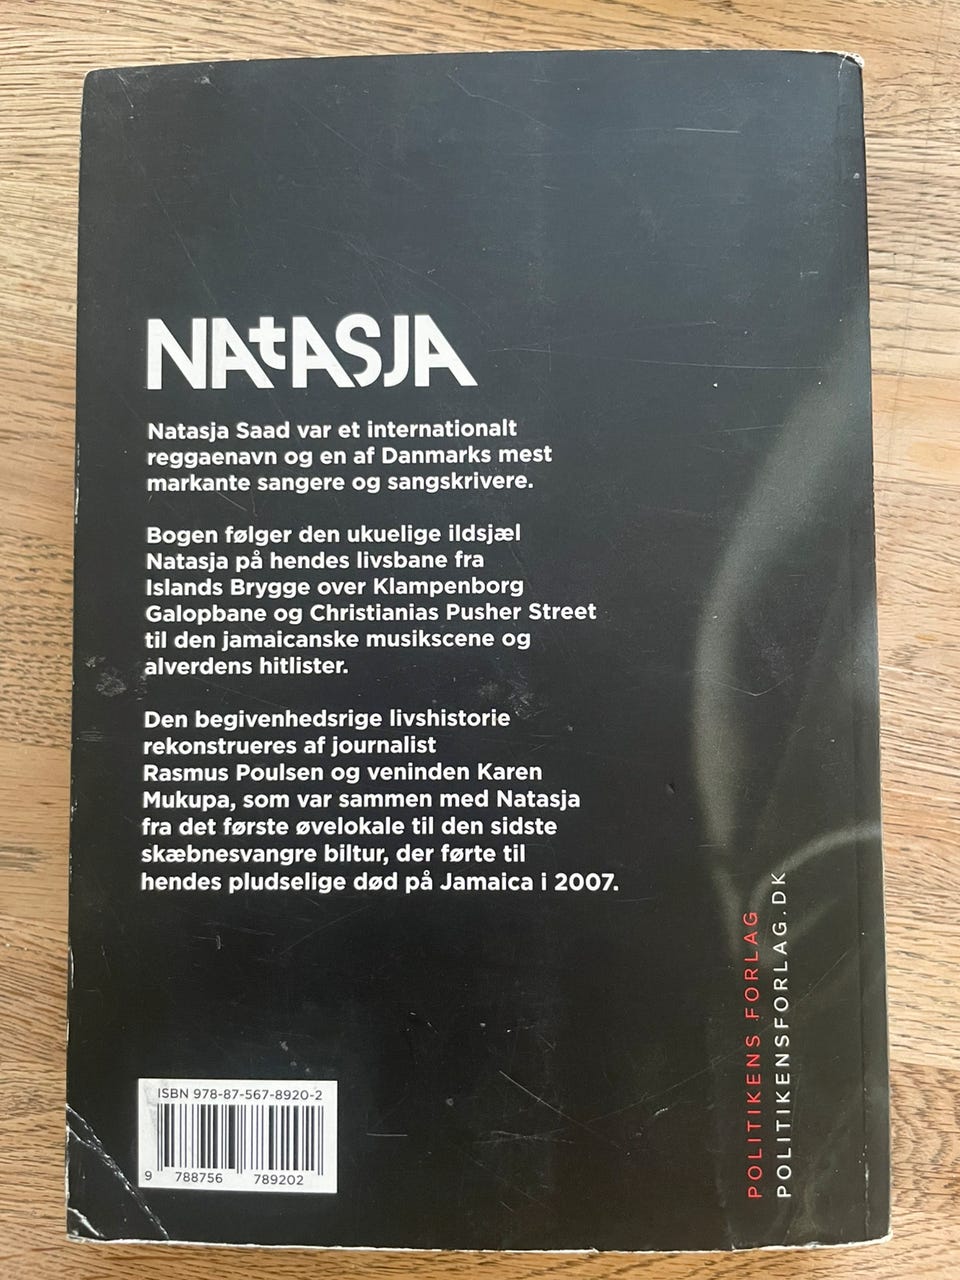 NAtASJA
Natasja Saad var et internationalt
reggaenavn og en af Danmarks mest
markante sangere og sangskrivere.
Bogen følger den ukuelige ildsjæl
Natasja på hendes livsbane fra
Islands Brygge over Klampenborg
Galopbane og Christianias Pusher Street
til den jamaicanske musikscene og
alverdens hitlister.
Den begivenhedsrige livshistorie
rekonstrueres af journalist
Rasmus Poulsen og veninden Karen
Mukupa, som var sammen med Natasja
fra det første øvelokale til den sidste
skæbnesvangre biltur, der førte til
hendes pludselige død på Jamaica i 2007.
POLITIKENS FORLAG
POLITIKENSFORLAG.DK
ISBN 978-87-567-8920-2
9 788756 789202